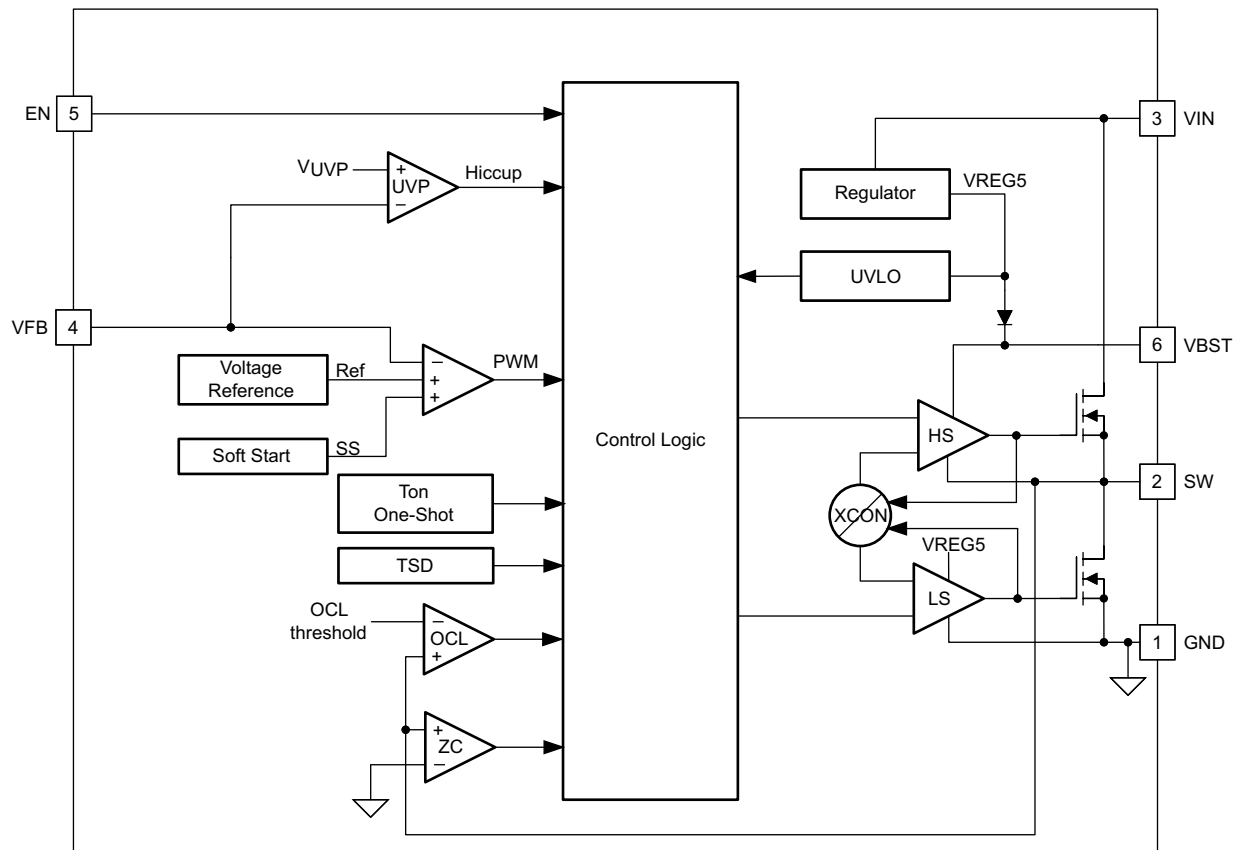 EN 5
VUVP
+
UVP
−
Hiccup
VFB 4
Voltage
Reference
Ref
−
+
+
PWM
Soft Start
SS
Ton
One-Shot
TSD
OCL
threshold
−
OCL
+
+
ZC
−
Control Logic
3 VIN
Regulator
VREG5
UVLO
6 VBST
HS
2 SW
XCON
VREG5
LS
1 GND